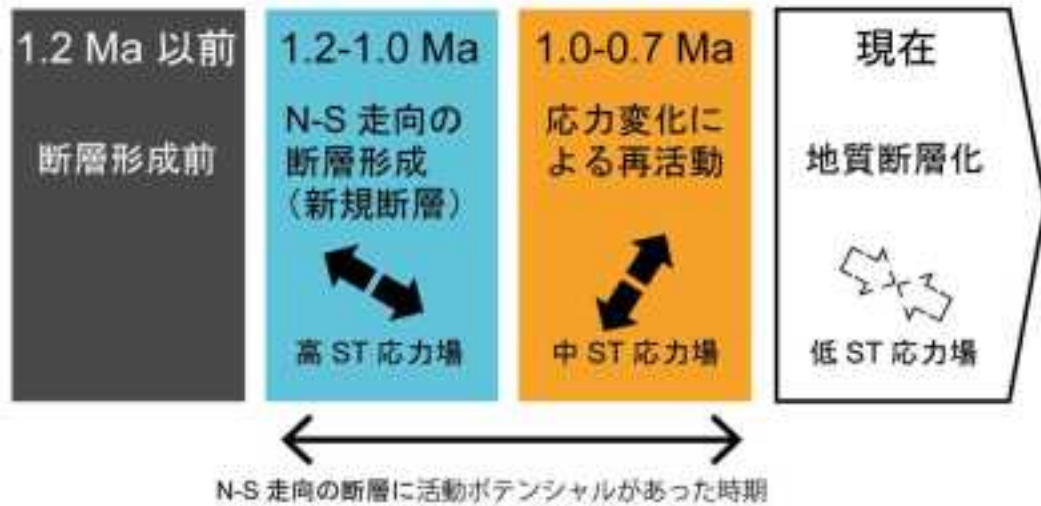 1.2 Ma 以前
断層形成前
1.2-1.0 Ma
N-S 走向の
断層形成
（新規断層）
高 ST 応力場
1.0-0.7 Ma
応力変化に
よる再活動
中 ST 応力場
現在
地質断層化
低 ST 応力場
N-S 走向の断層に活動ポテンシャルがあった時期